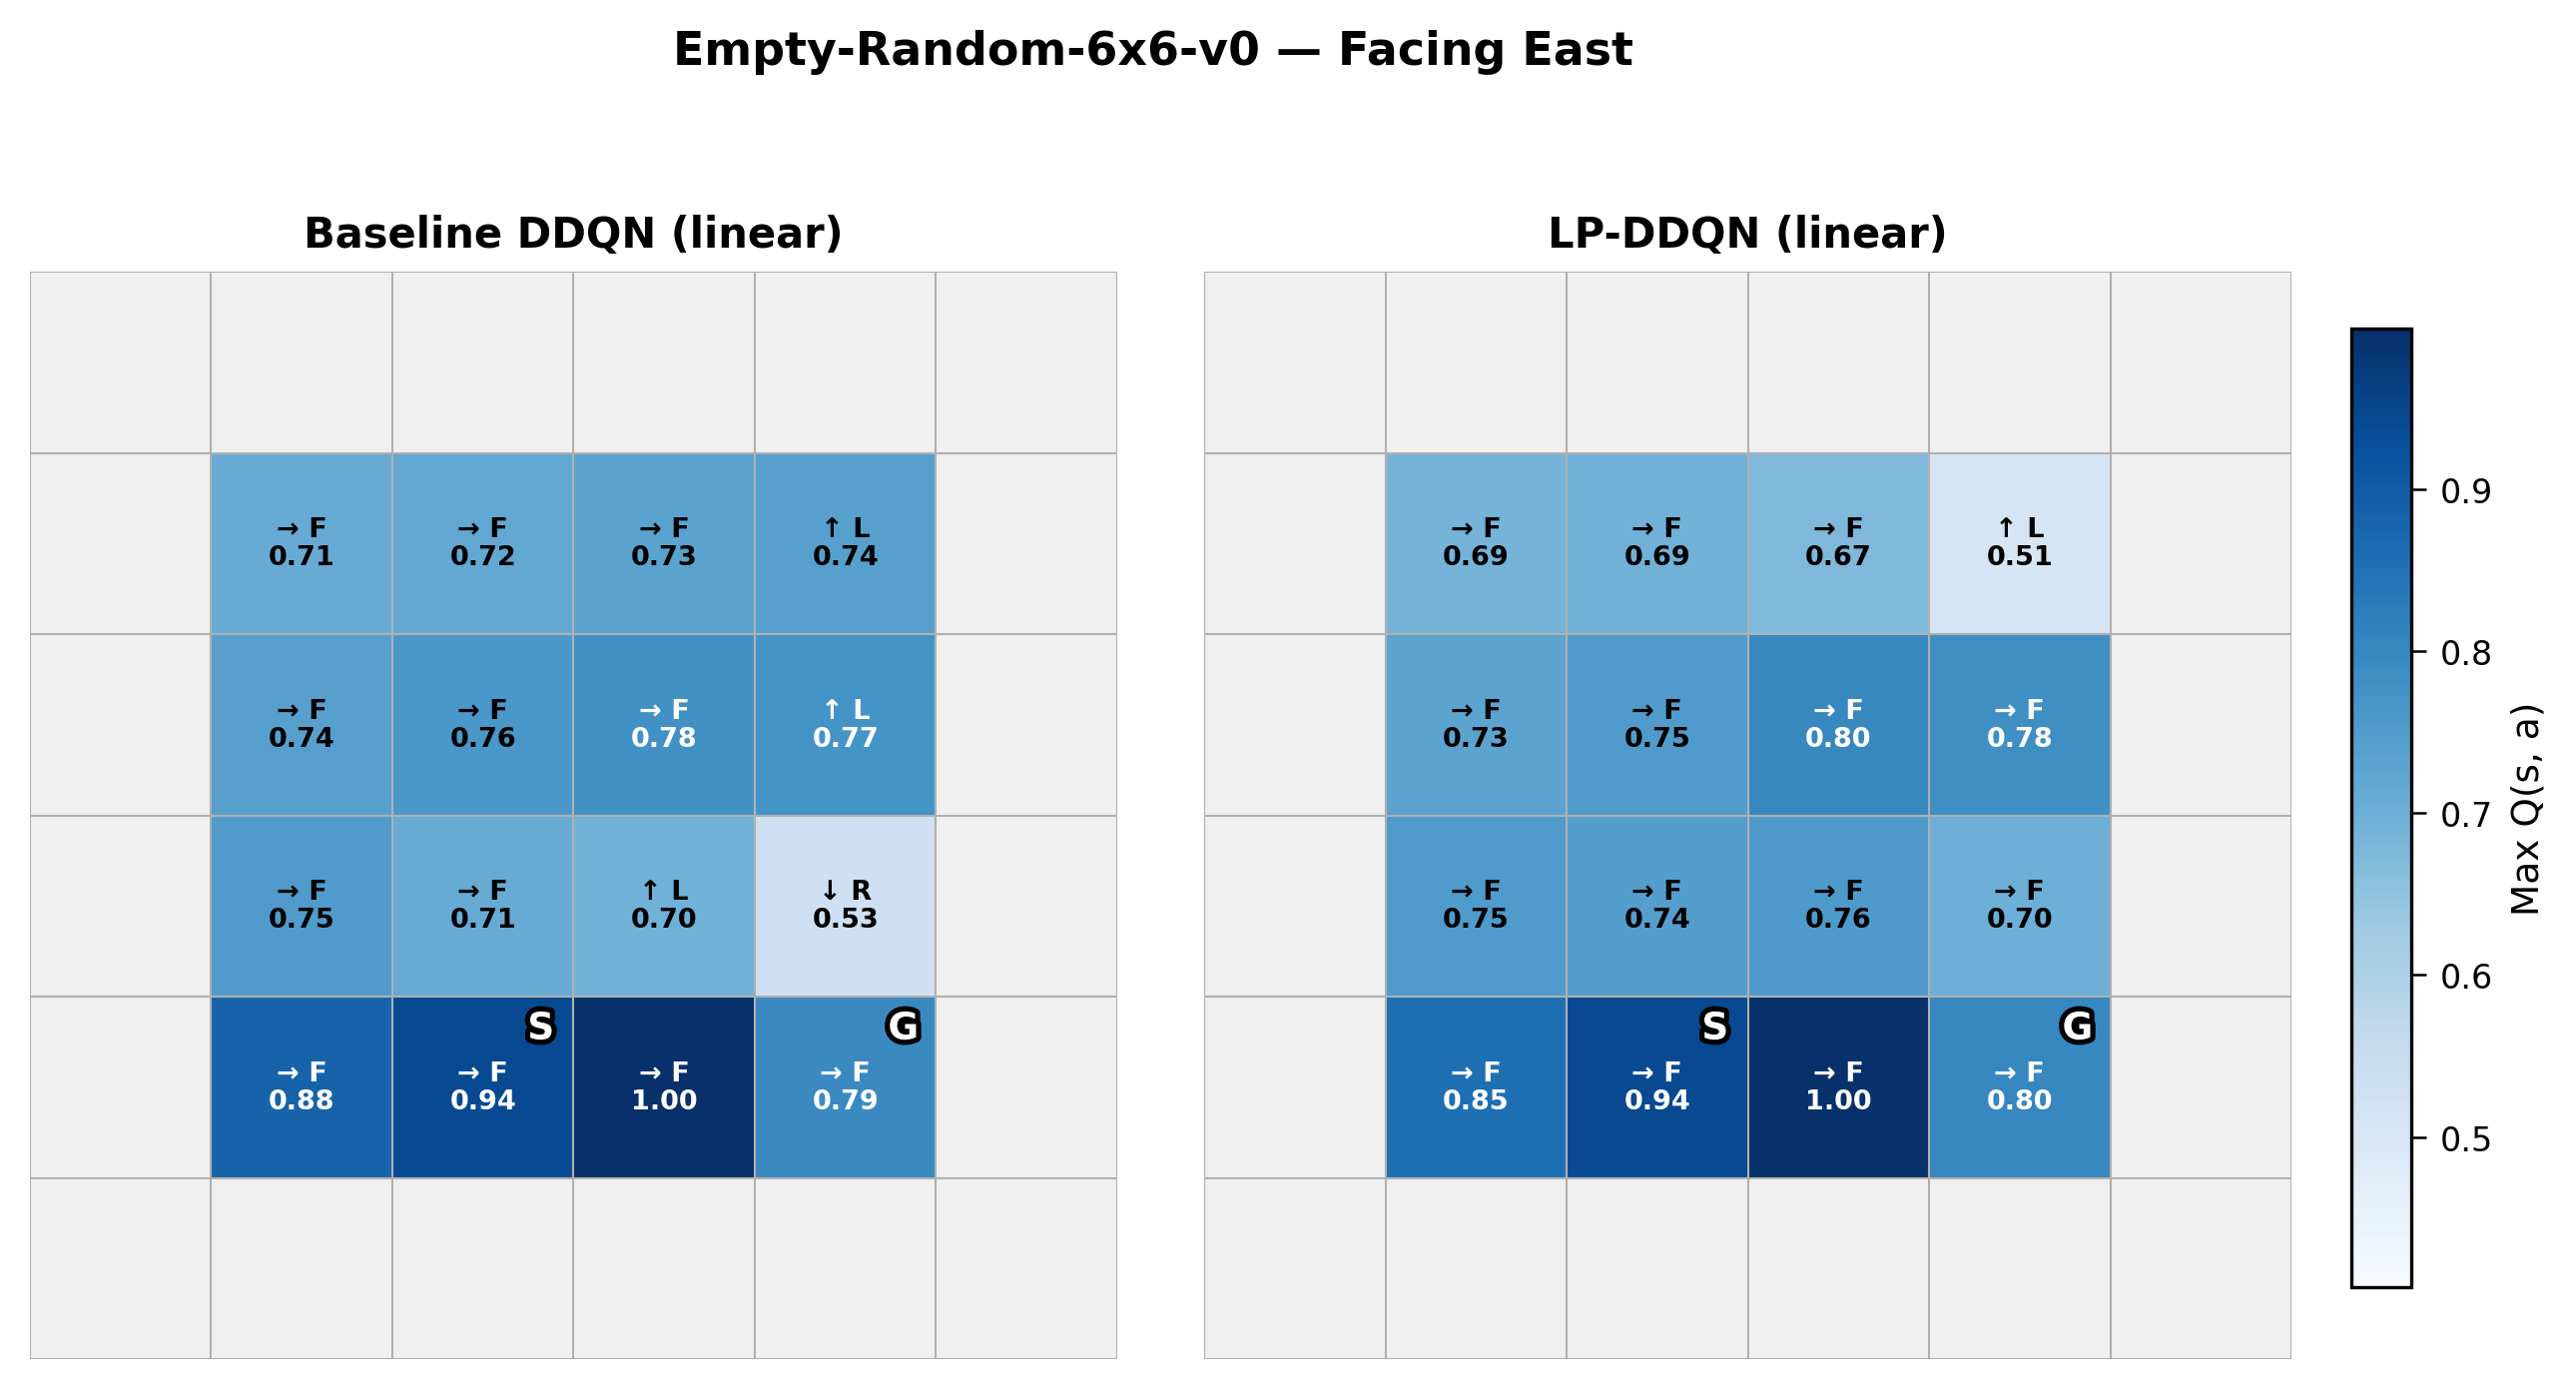 Empty-Random-6x6-v0 — Facing East
Baseline DDQN (linear)
→ F → F → F ↑ L
0.71 0.72 0.73 0.74
→ F → F → F ↑ L
0.74 0.76 0.78 0.77
→ F → F ↑ L ↓ R
0.75 0.71 0.70 0.53
S G
→ F → F → F → F
0.88 0.94 1.00 0.79
LP-DDQN (linear)
→ F → F → F ↑ L
0.69 0.69 0.67 0.51
→ F → F → F → F
0.73 0.75 0.80 0.78
→ F → F → F → F
0.75 0.74 0.76 0.70
S G
→ F → F → F → F
0.85 0.94 1.00 0.80
0.9
0.8
0.7
0.6
0.5
Max Q(s, a)